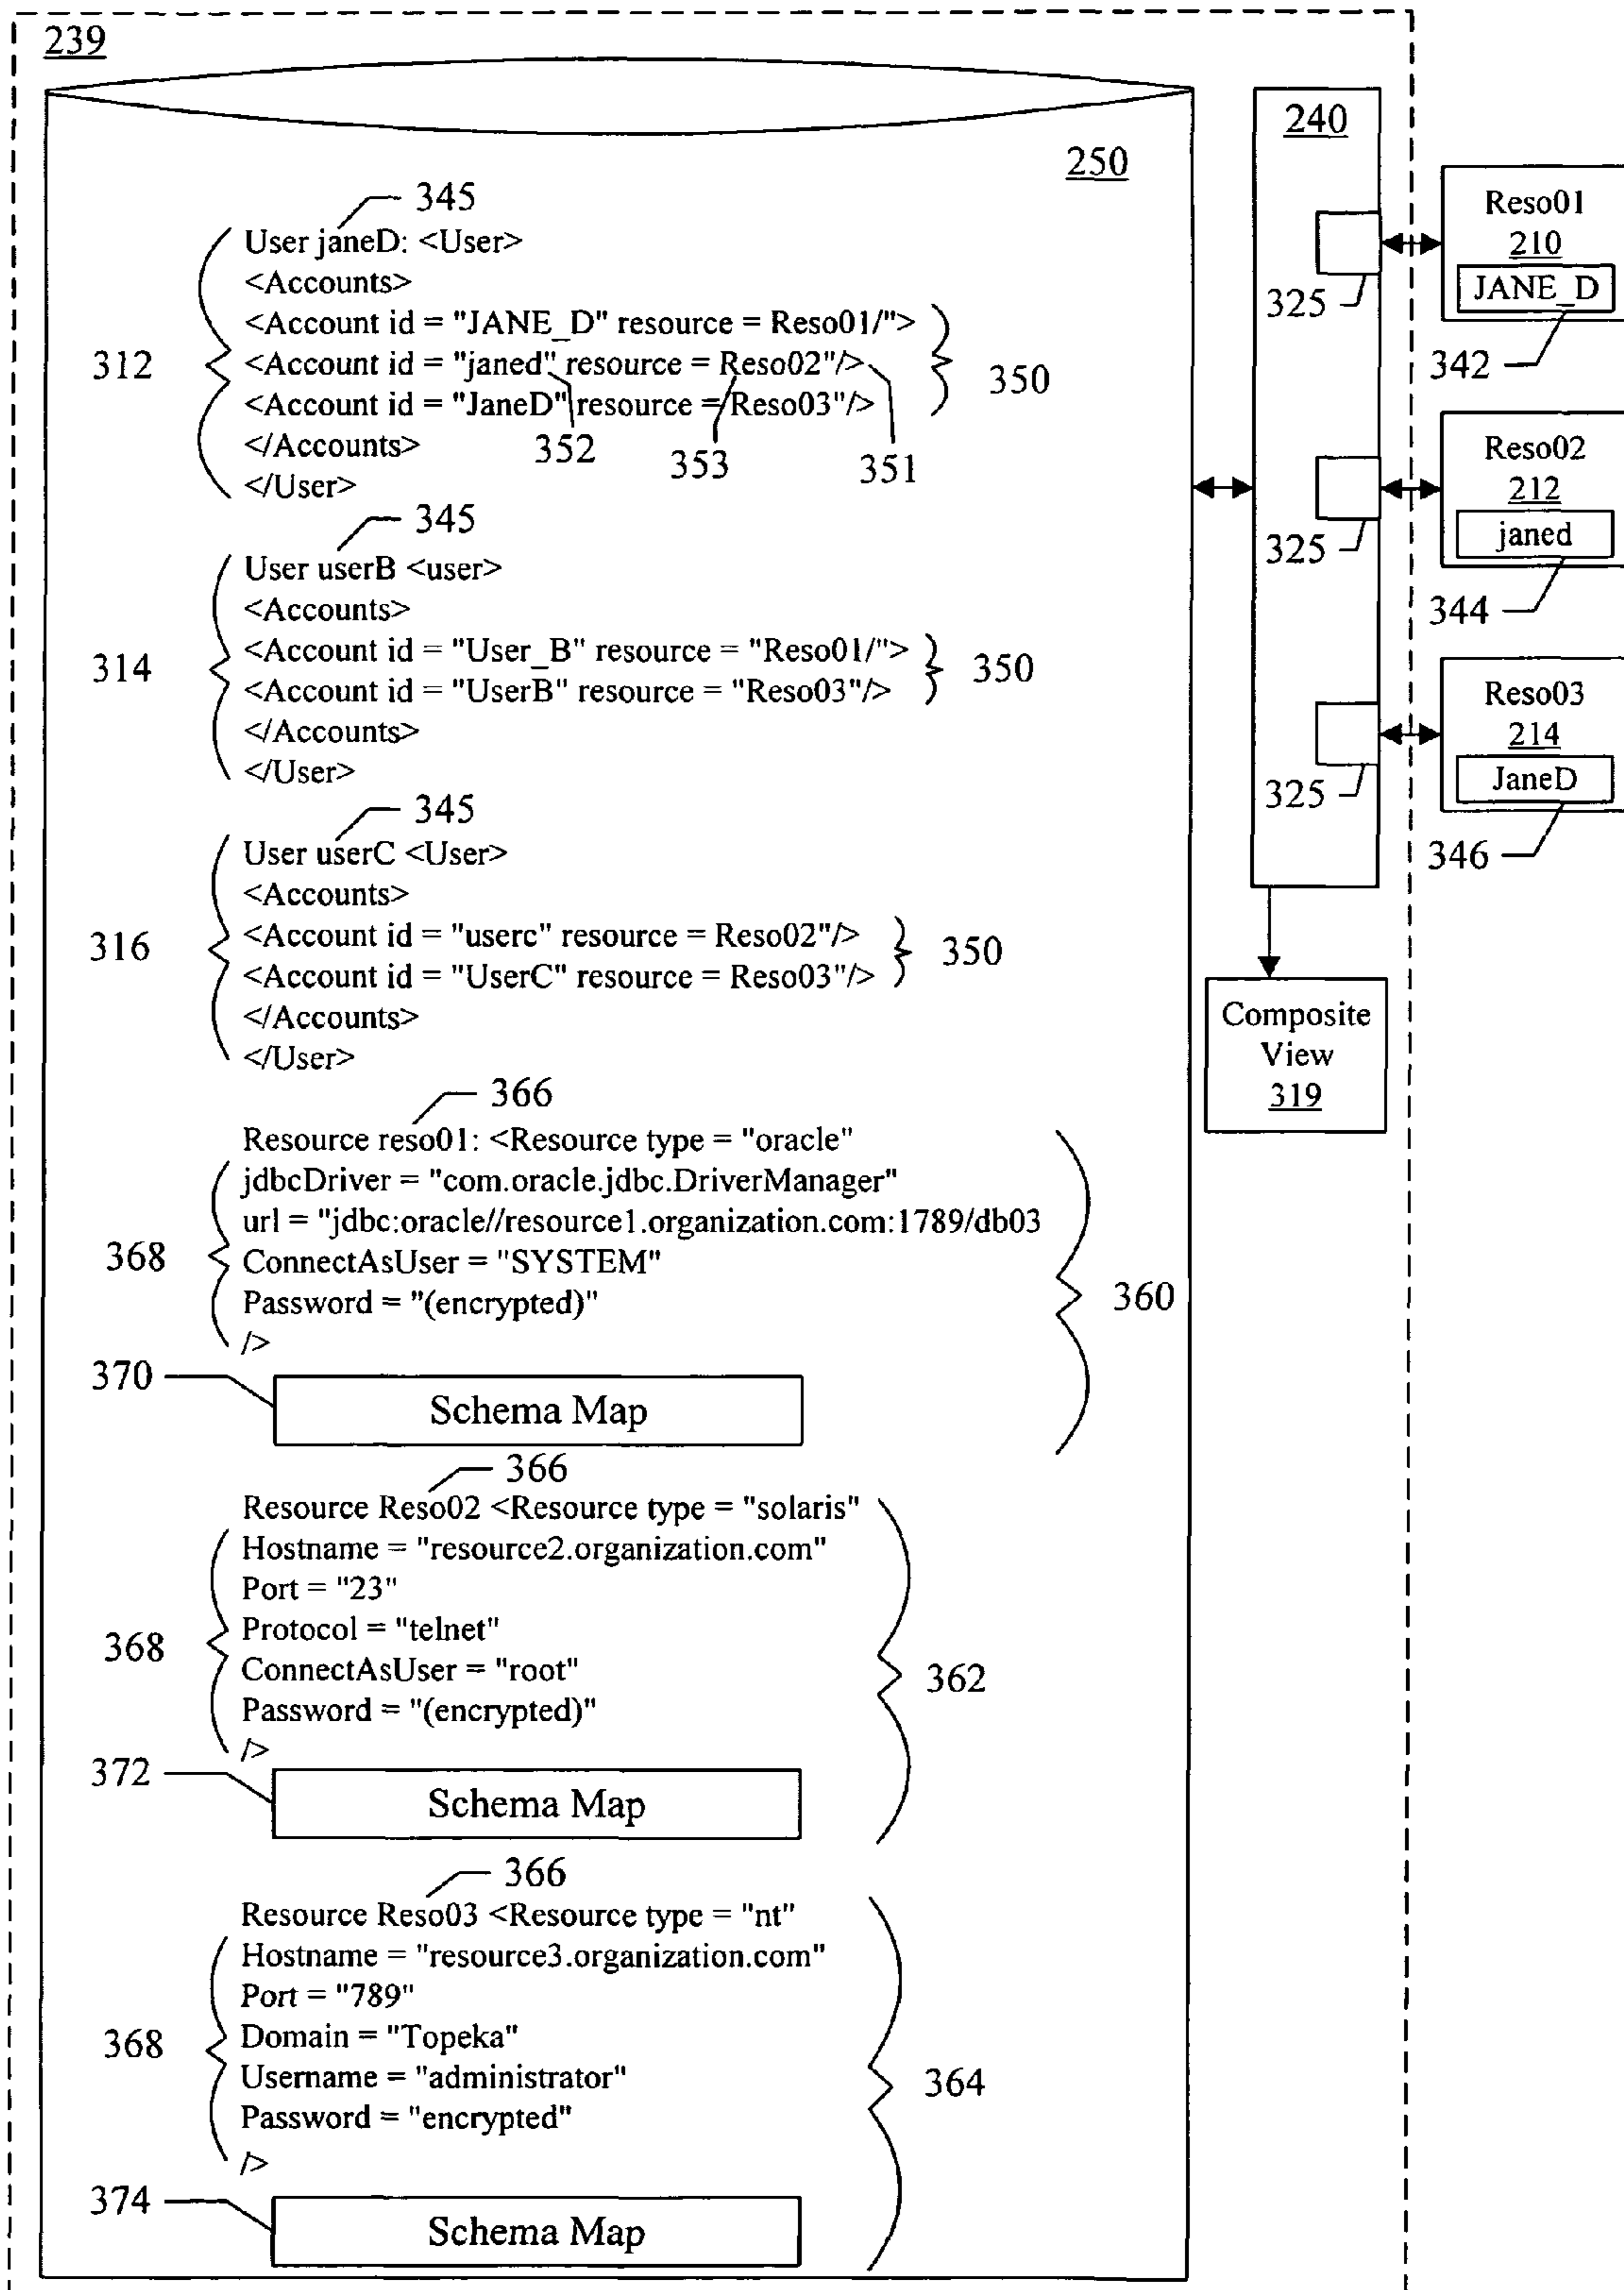 239
250
345
User janeD: <User>
<Accounts>
<Account id = "JANE_D" resource = Reso01/">
312
<Account id = "janed" resource = Reso02"/>
350
<Account id = "JaneD" resource = Reso03"/>
</Accounts>
352
353
351
</User>
345
User userB <user>
<Accounts>
<Account id = "User_B" resource = "Reso01/">
314
350
<Account id = "UserB" resource = "Reso03"/>
</Accounts>
</User>
345
User userC <User>
<Accounts>
316
<Account id = "userc" resource = Reso02"/>
350
<Account id = "UserC" resource = Reso03"/>
</Accounts>
</User>
366
Resource reso01: <Resource type = "oracle"
jdbcDriver = "com.oracle.jdbc.DriverManager"
url = "jdbc:oracle//resource1.organization.com:1789/db03
368
ConnectAsUser = "SYSTEM"
Password = "(encrypted)"
/>
360
370
Schema Map
366
Resource Reso02 <Resource type = "solaris"
Hostname = "resource2.organization.com"
Port = "23"
368
Protocol = "telnet"
ConnectAsUser = "root"
Password = "(encrypted)"
/>
362
372
Schema Map
366
Resource Reso03 <Resource type = "nt"
Hostname = "resource3.organization.com"
Port = "789"
368
Domain = "Topeka"
Username = "administrator"
Password = "encrypted"
/>
364
374
Schema Map
240
325
325
325
Reso01
210
JANE_D
342
Reso02
212
janed
344
Reso03
214
JaneD
346
Composite
View
319